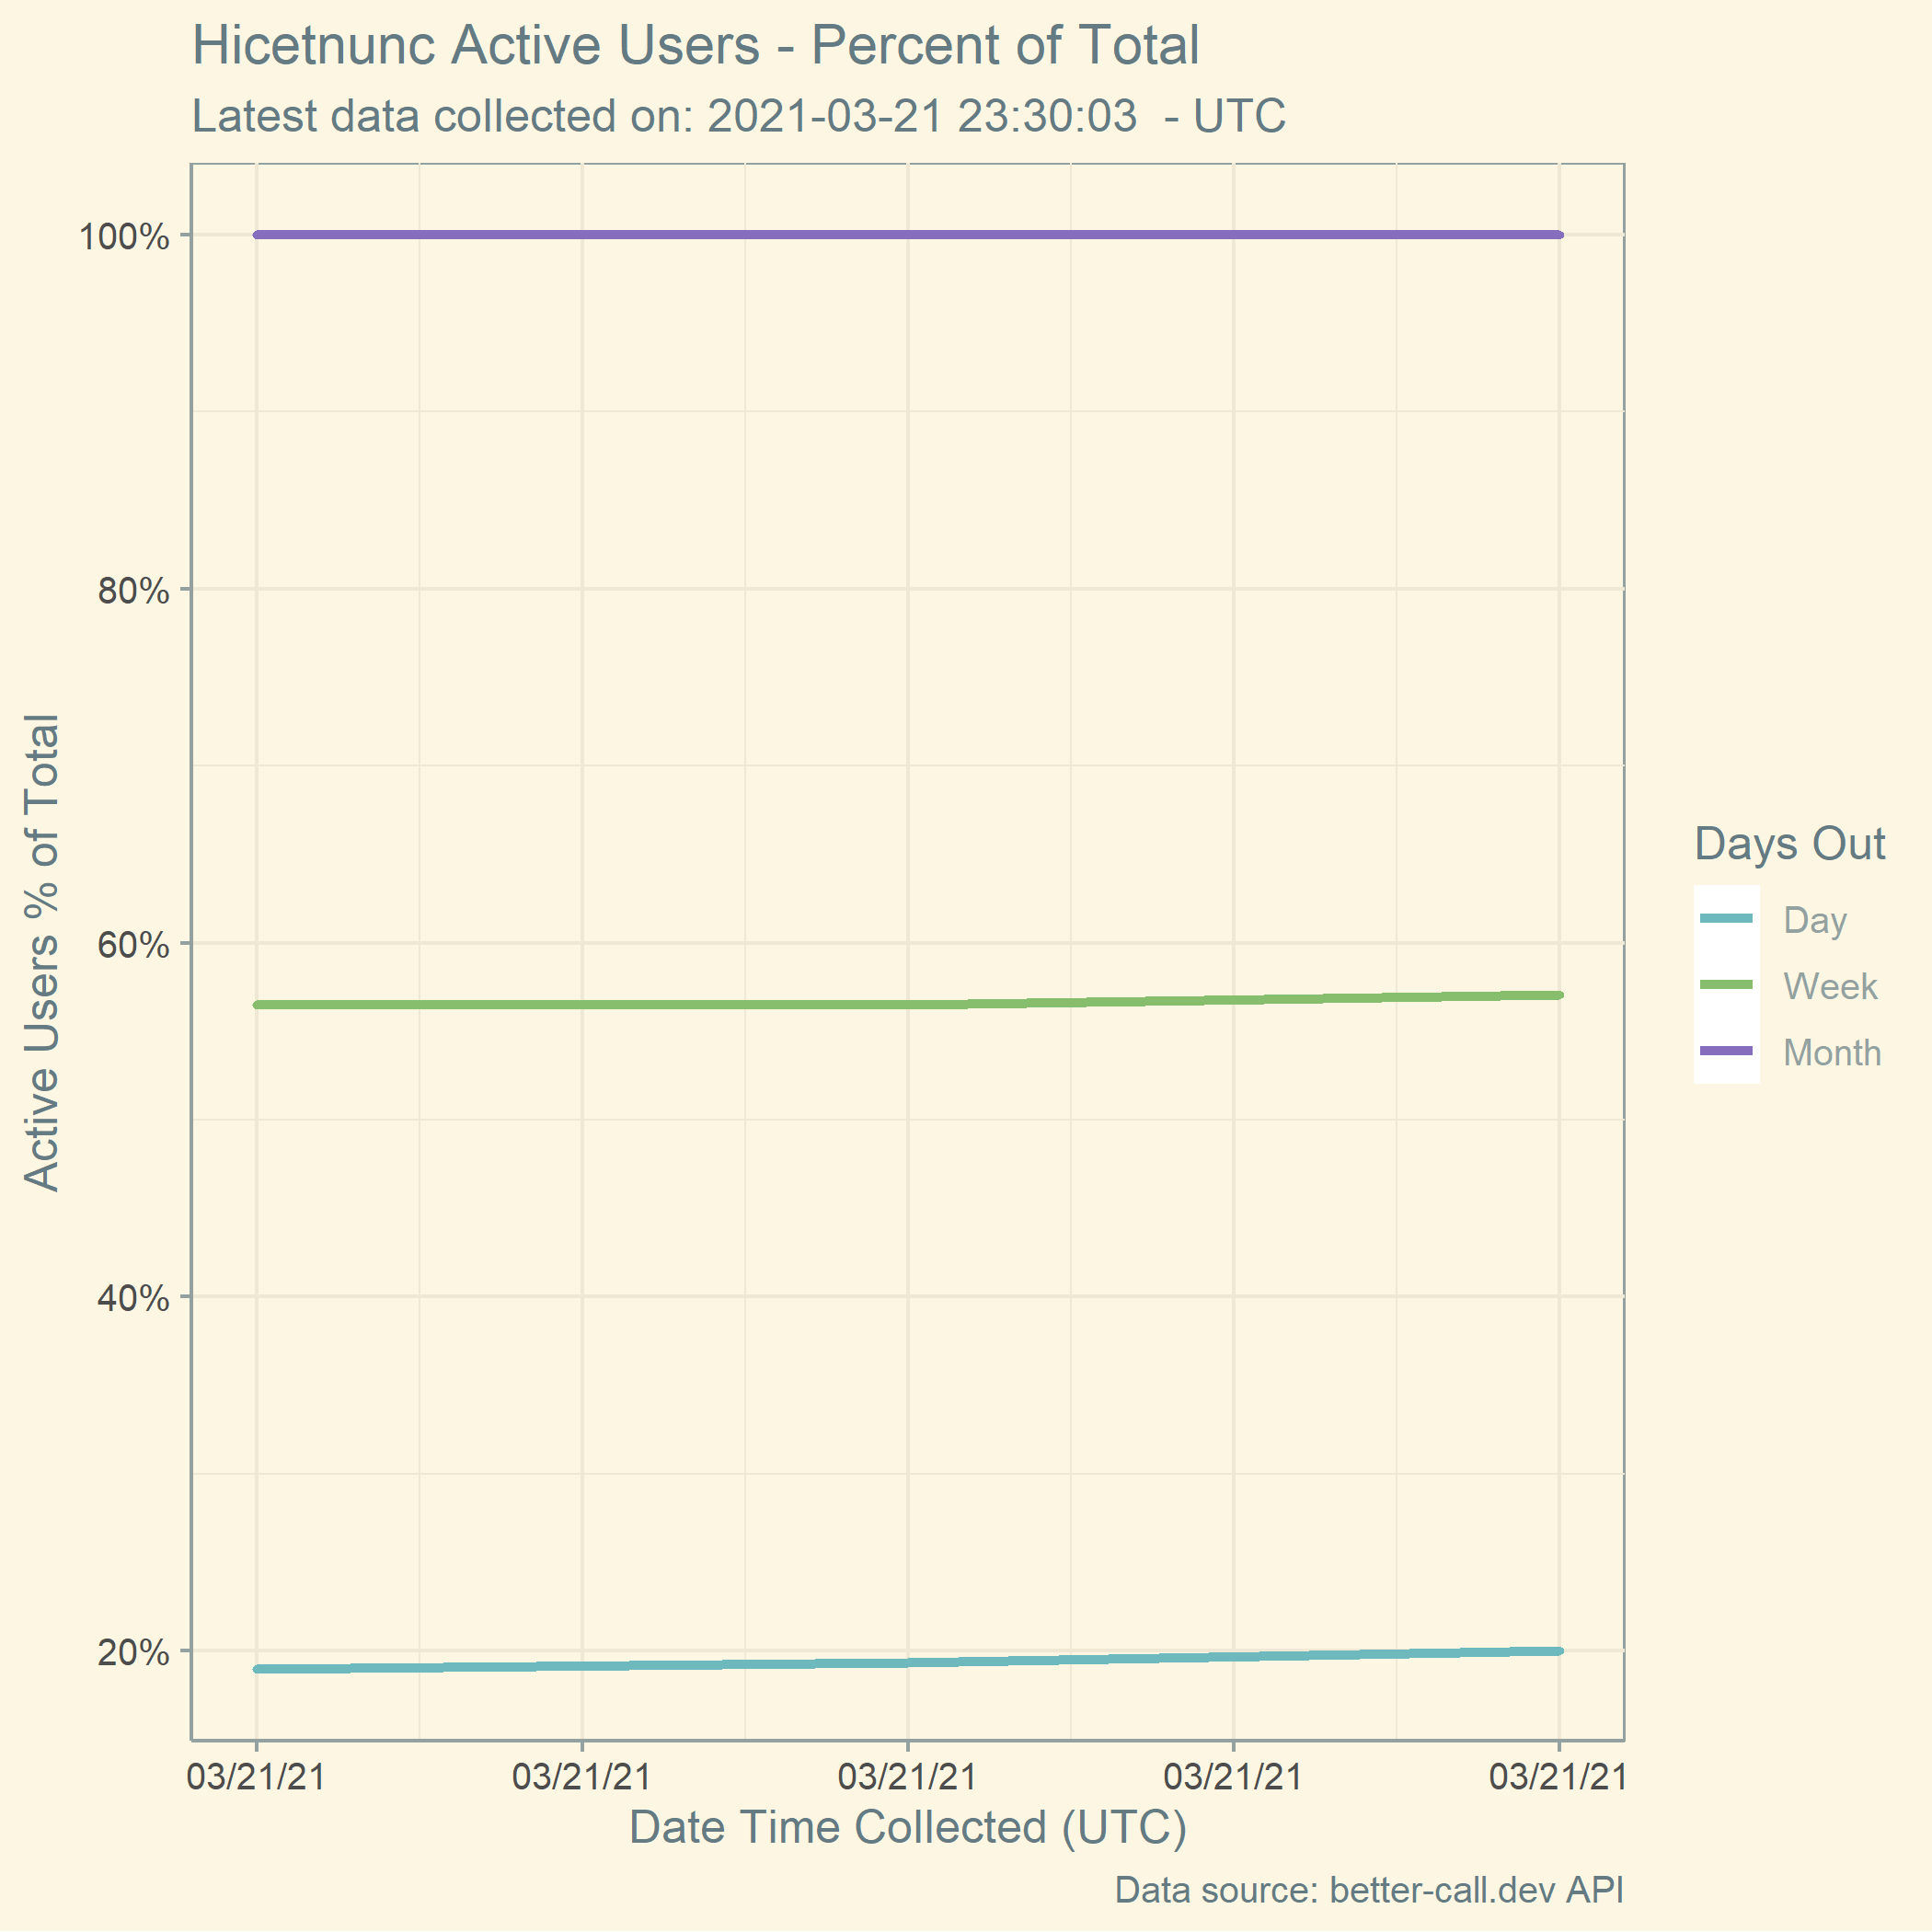 Hicetnunc Active Users - Percent of Total
Latest data collected on: 2021-03-21 23:30:03  - UTC
100%
80%
60%
40%
20%
Active Users % of Total
Days Out
Day
Week
Month
03/21/21 03/21/21 03/21/21 03/21/21 03/21/21
Date Time Collected (UTC)
Data source: better-call.dev API